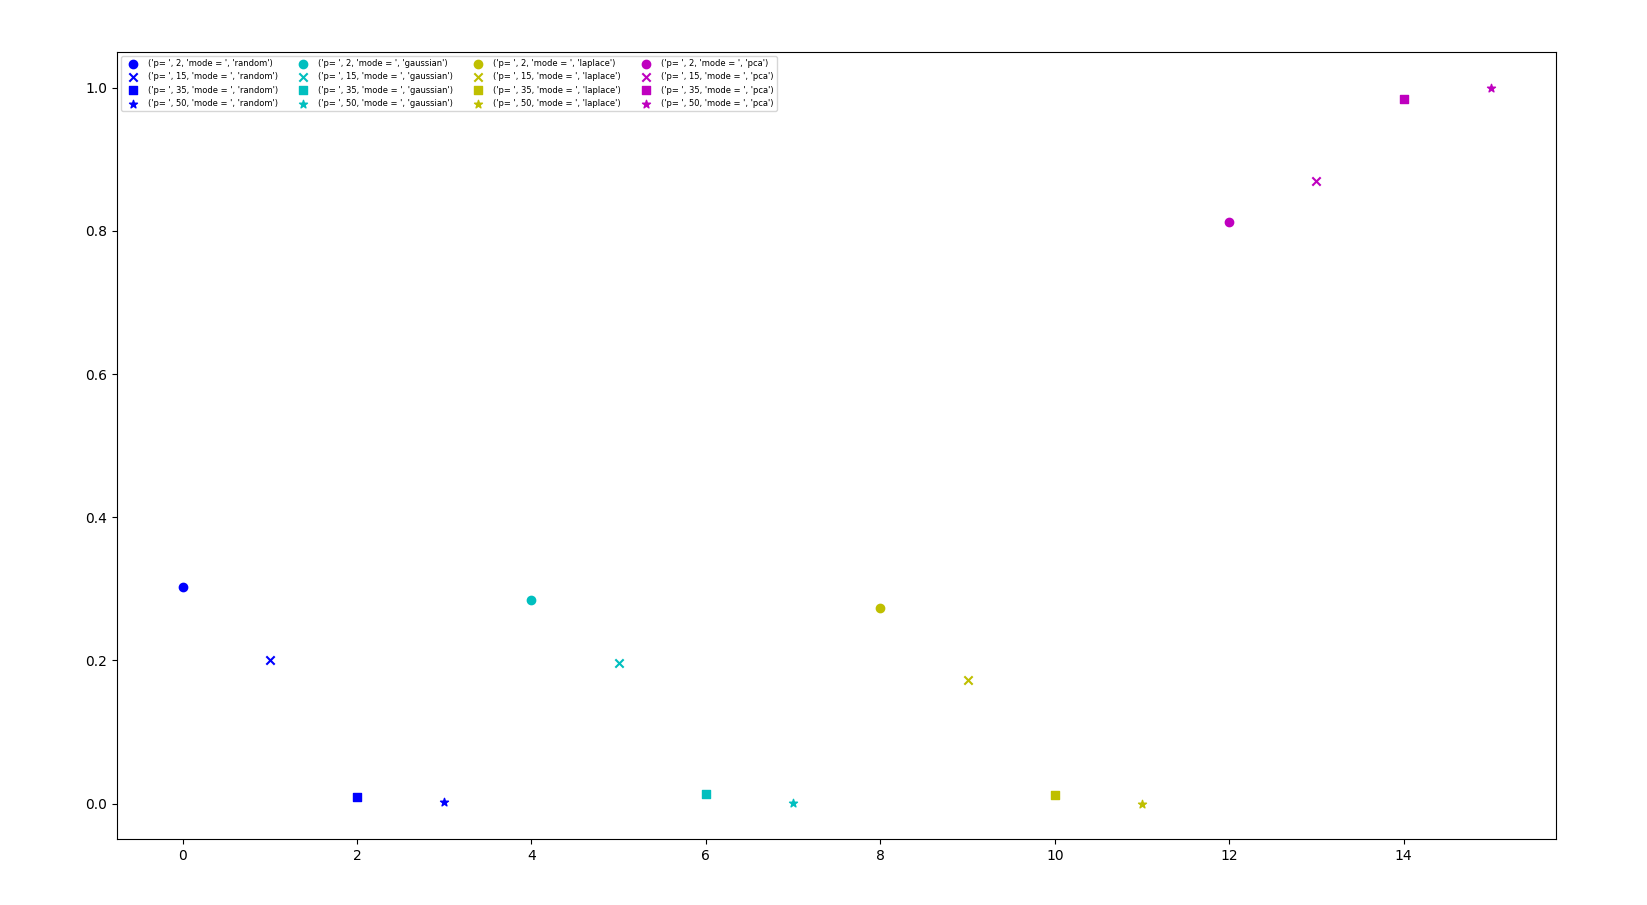 ('p= ', 2, 'mode = ', 'random') ('p= ', 2, 'mode = ', 'gaussian') ('p= ', 2, 'mode = ', 'laplace') ('p= ', 2, 'mode = ', 'pca')
('p= ', 15, 'mode = ', 'random') ('p= ', 15, 'mode = ', 'gaussian') ('p= ', 15, 'mode = ', 'laplace') ('p= ', 15, 'mode = ', 'pca')
('p= ', 35, 'mode = ', 'random') ('p= ', 35, 'mode = ', 'gaussian') ('p= ', 35, 'mode = ', 'laplace') ('p= ', 35, 'mode = ', 'pca')
('p= ', 50, 'mode = ', 'random') ('p= ', 50, 'mode = ', 'gaussian') ('p= ', 50, 'mode = ', 'laplace') ('p= ', 50, 'mode = ', 'pca')
1.0
0.8
0.6
0.4
0.2
0.0
0 2 4 6 8 10 12 14